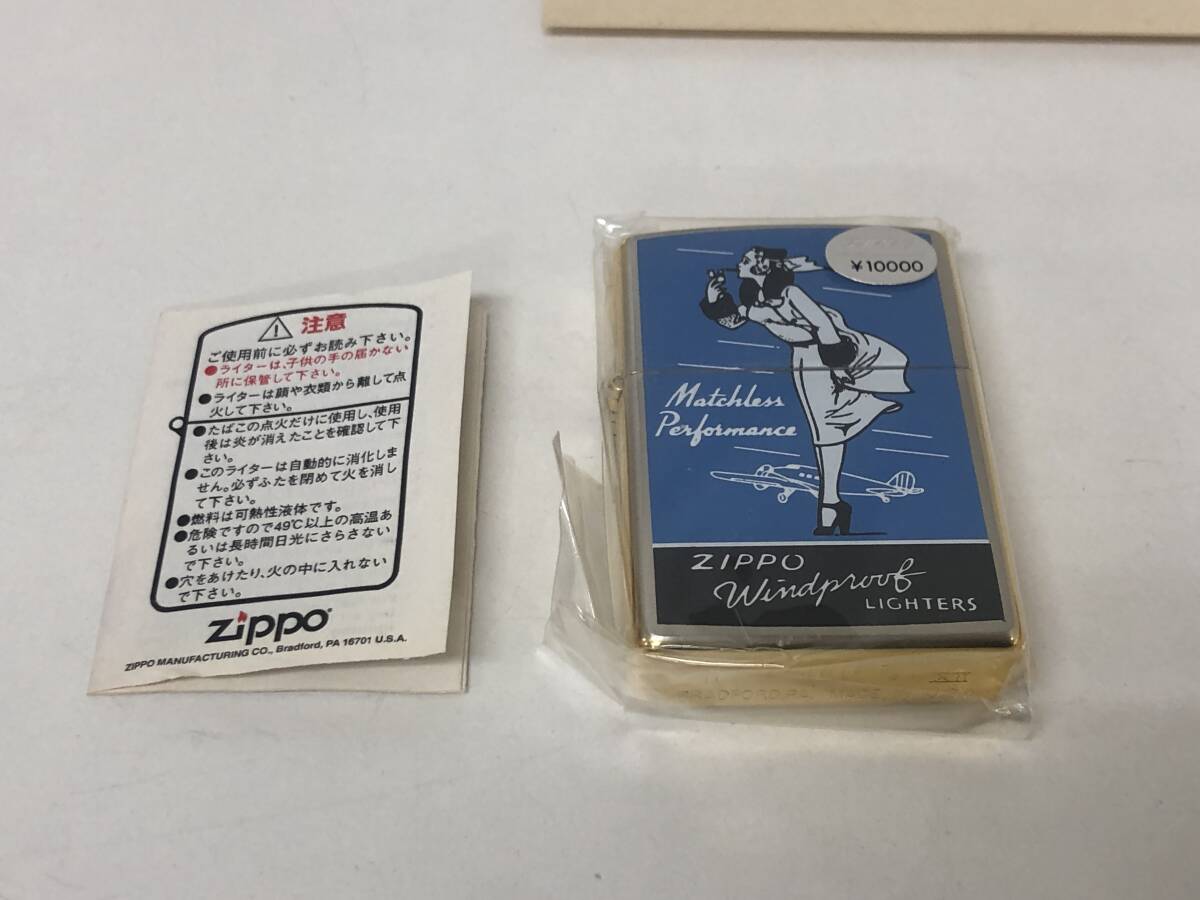 注意
ご使用前に必ずお読み下さい。
●ライターは、子供の手の届かない
所に保管して下さい。
●ライターは顔や衣類から離して点
火して下さい。
●たばこの点火だけに使用し、使用
後は炎が消えたことを確認して下
さい。
●このライターは自動的に消化しま
せん。必ずふたを閉めて火を消し
て下さい。
●燃料は可熱性液体です。
●危険ですので49℃以上の高温あ
るいは長時間日光にさらさない
で下さい。
●穴をあけたり、火の中に入れない
で下さい。
Zippo
ZIPPO MANUFACTURING CO., Bradford, PA 16701 U.S.A.
¥10000
Matchless
Performance
ZIPPO
Windproof
LIGHTERS
BRADFORD.PA. MADE